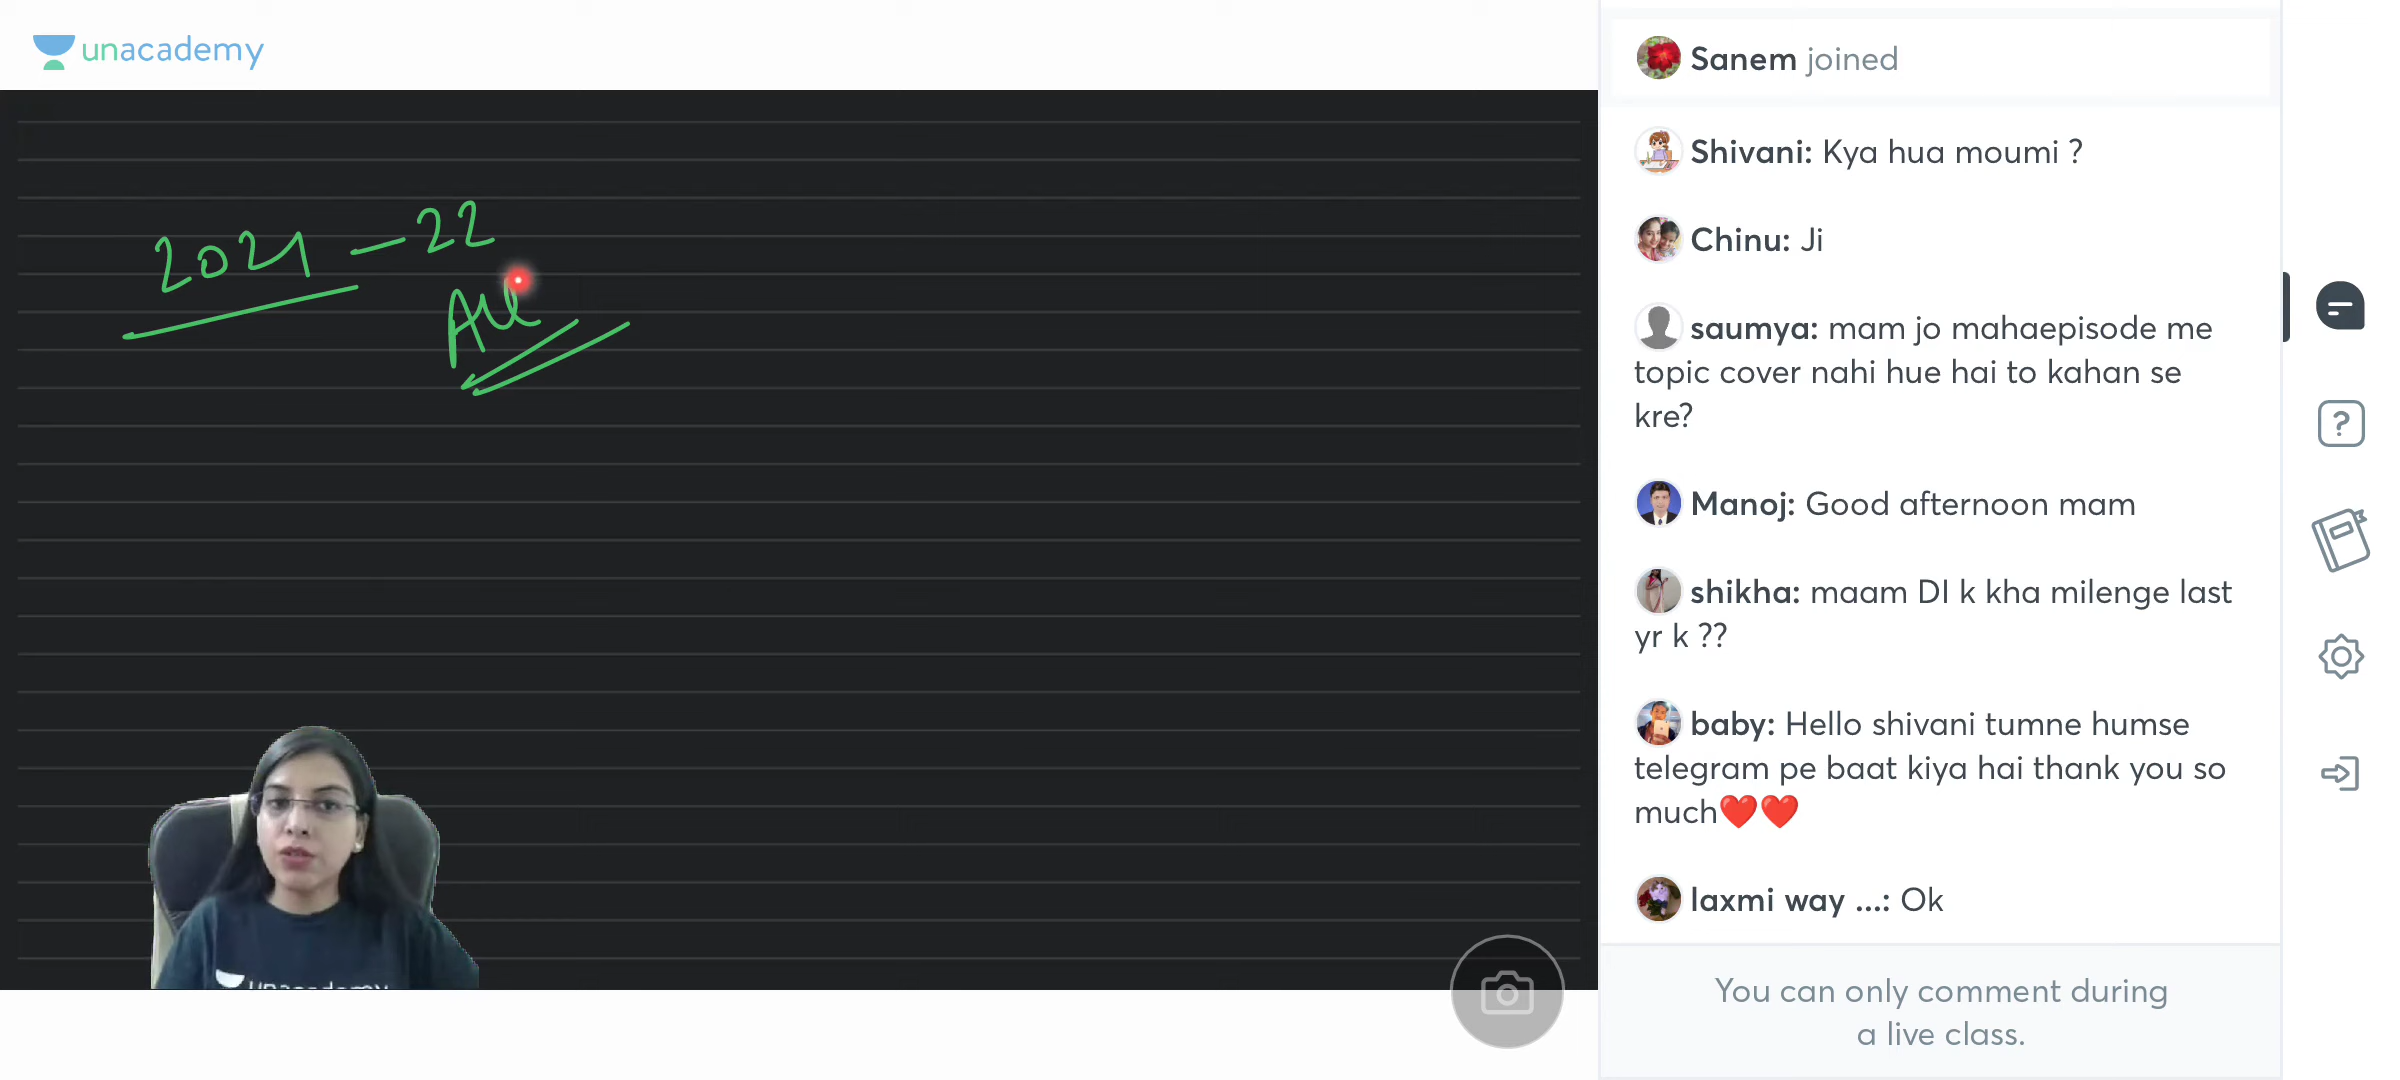 unacademy
2021 - 22
All
unacademy
Sanem joined
Shivani: Kya hua moumi ?
Chinu: Ji
saumya: mam jo mahaepisode me
topic cover nahi hue hai to kahan se
kre?
Manoj: Good afternoon mam
shikha: maam DI k kha milenge last
yr k ??
baby: Hello shivani tumne humse
telegram pe baat kiya hai thank you so
much❤️❤️
laxmi way ...: Ok
You can only comment during
a live class.
?